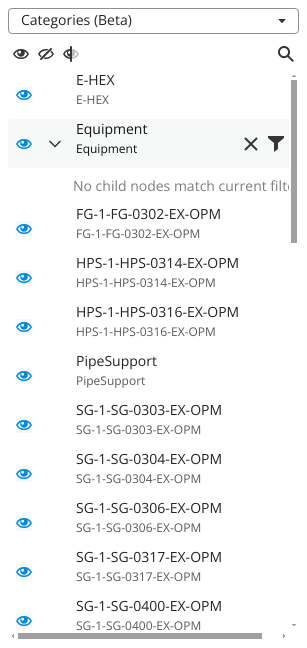 Categories (Beta)
E-HEX
E-HEX
Equipment
Equipment
No child nodes match current filte
FG-1-FG-0302-EX-OPM
FG-1-FG-0302-EX-OPM
HPS-1-HPS-0314-EX-OPM
HPS-1-HPS-0314-EX-OPM
HPS-1-HPS-0316-EX-OPM
HPS-1-HPS-0316-EX-OPM
PipeSupport
PipeSupport
SG-1-SG-0303-EX-OPM
SG-1-SG-0303-EX-OPM
SG-1-SG-0304-EX-OPM
SG-1-SG-0304-EX-OPM
SG-1-SG-0306-EX-OPM
SG-1-SG-0306-EX-OPM
SG-1-SG-0317-EX-OPM
SG-1-SG-0317-EX-OPM
SG-1-SG-0400-EX-OPM
SG-1-SG-0400-EX-OPM